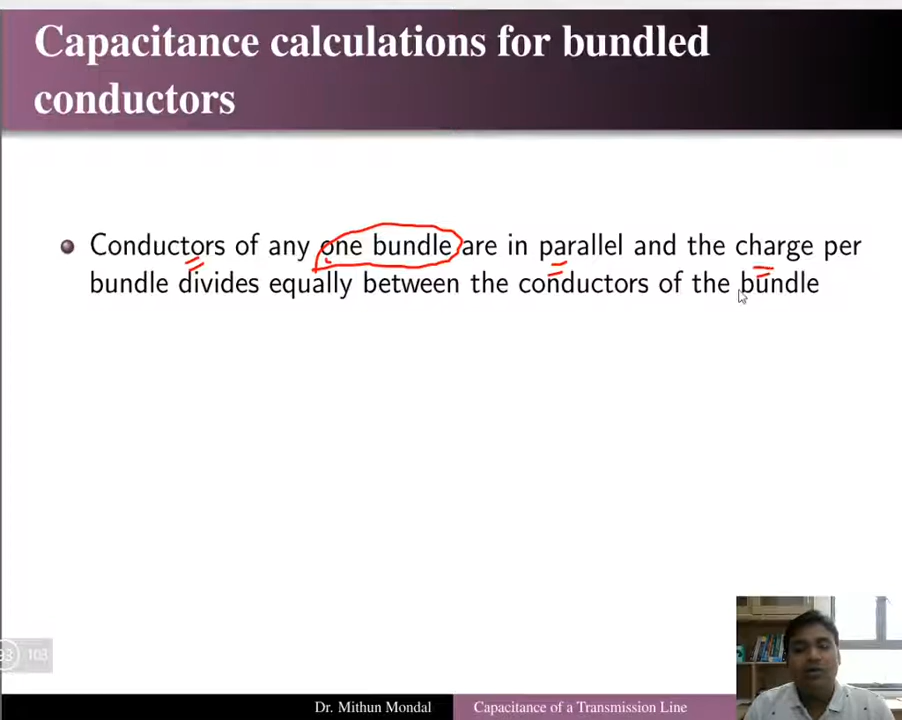 Capacitance calculations for bundled
conductors
Conductors of any one bundle are in parallel and the charge per
bundle divides equally between the conductors of the bundle
93 103
Dr. Mithun Mondal Capacitance of a Transmission Line